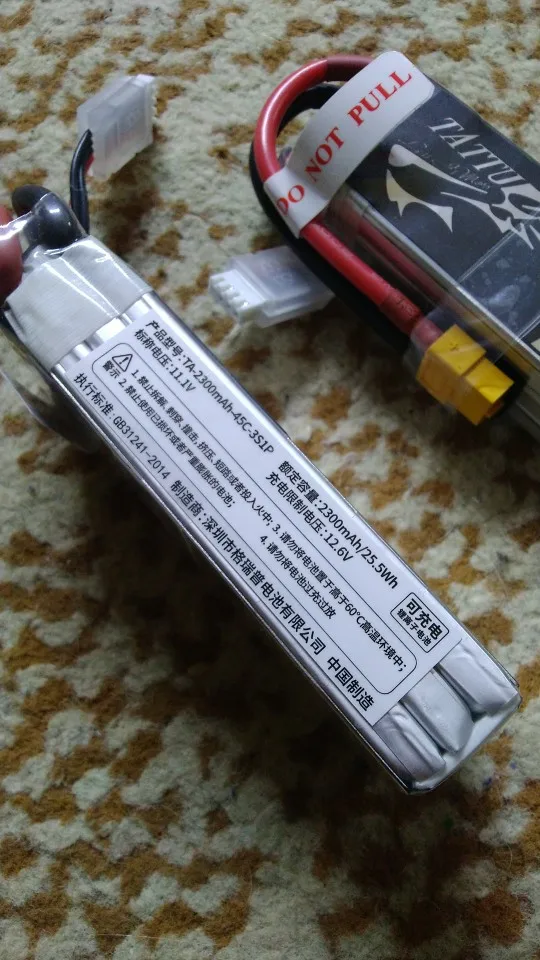 DO NOT PULL
TATTU
产品型号:TA-2300mAh-45C-3S1P
标称电压:11.1V
额定容量:2300mAh/25.5Wh
充电限制电压:12.6V
警示
1.禁止拆解,刺穿,撞击,挤压,短路或者投入火中;3.请勿将电池置于高于60℃高温环境中;
2.禁止使用已损坏或者严重膨胀的电池;
4.请勿将电池过充过放
可充电
锂离子电池
执行标准:GB31241-2014
制造商:深圳市格瑞普电池有限公司 中国制造